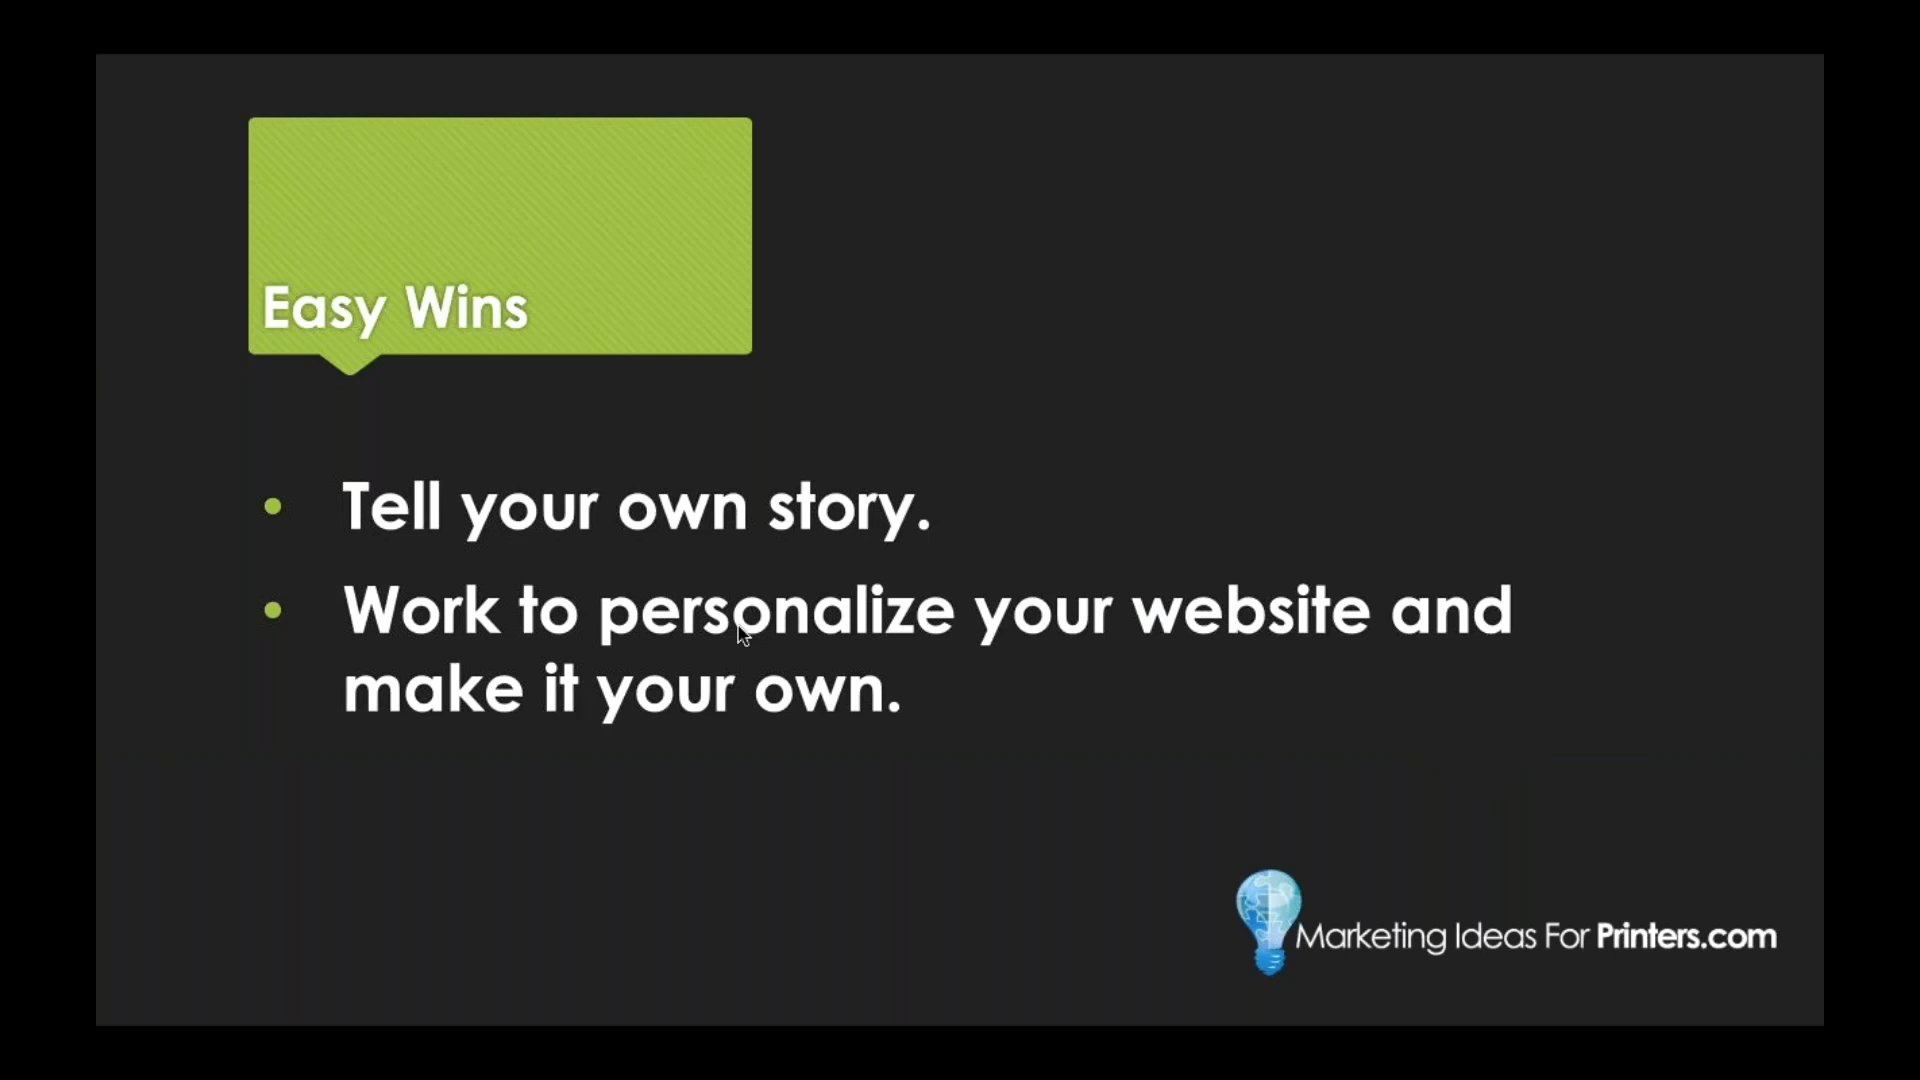 Easy Wins
• Tell your own story.
• Work to personalize your website and
make it your own.
Marketing Ideas For Printers.com